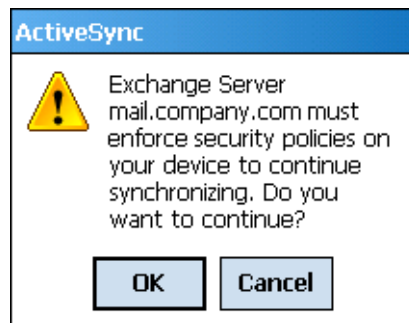 ActiveSync
Exchange Server
mail.company.com must
enforce security policies on
your device to continue
synchronizing. Do you
want to continue?
OK Cancel